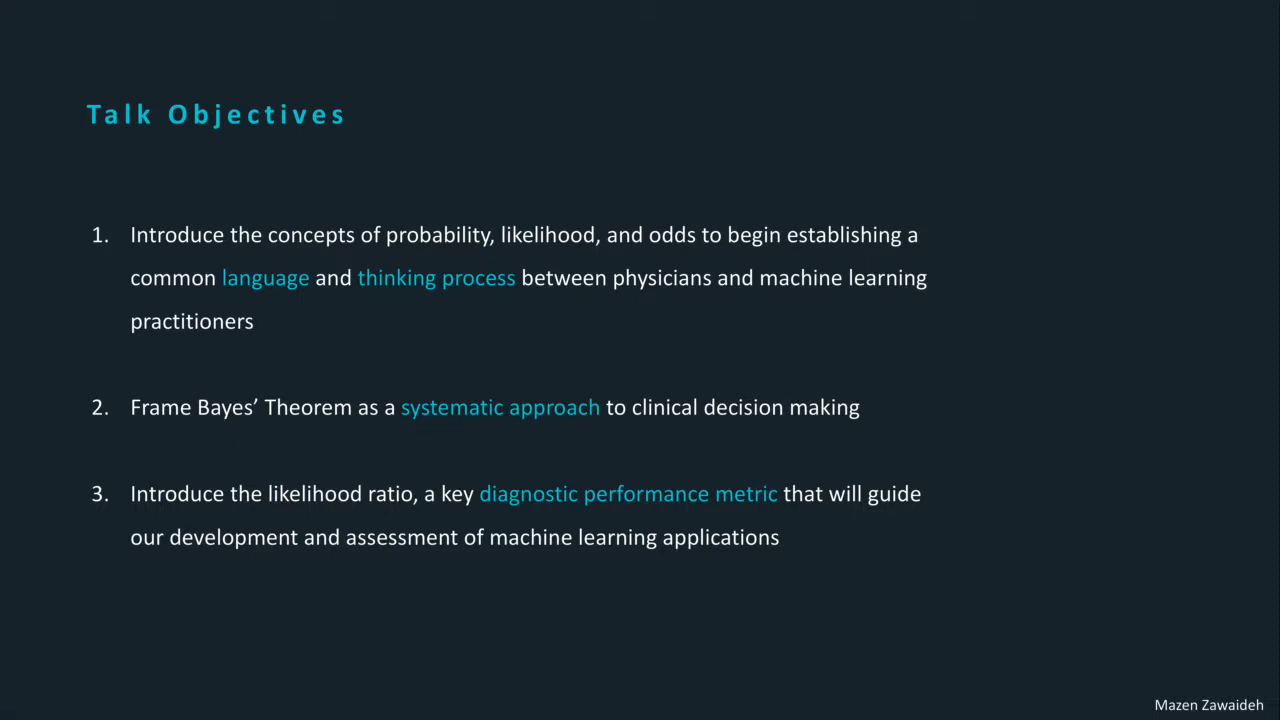 Talk Objectives
1. Introduce the concepts of probability, likelihood, and odds to begin establishing a
common language and thinking process between physicians and machine learning
practitioners
2. Frame Bayes’ Theorem as a systematic approach to clinical decision making
3. Introduce the likelihood ratio, a key diagnostic performance metric that will guide
our development and assessment of machine learning applications
Mazen Zawaideh